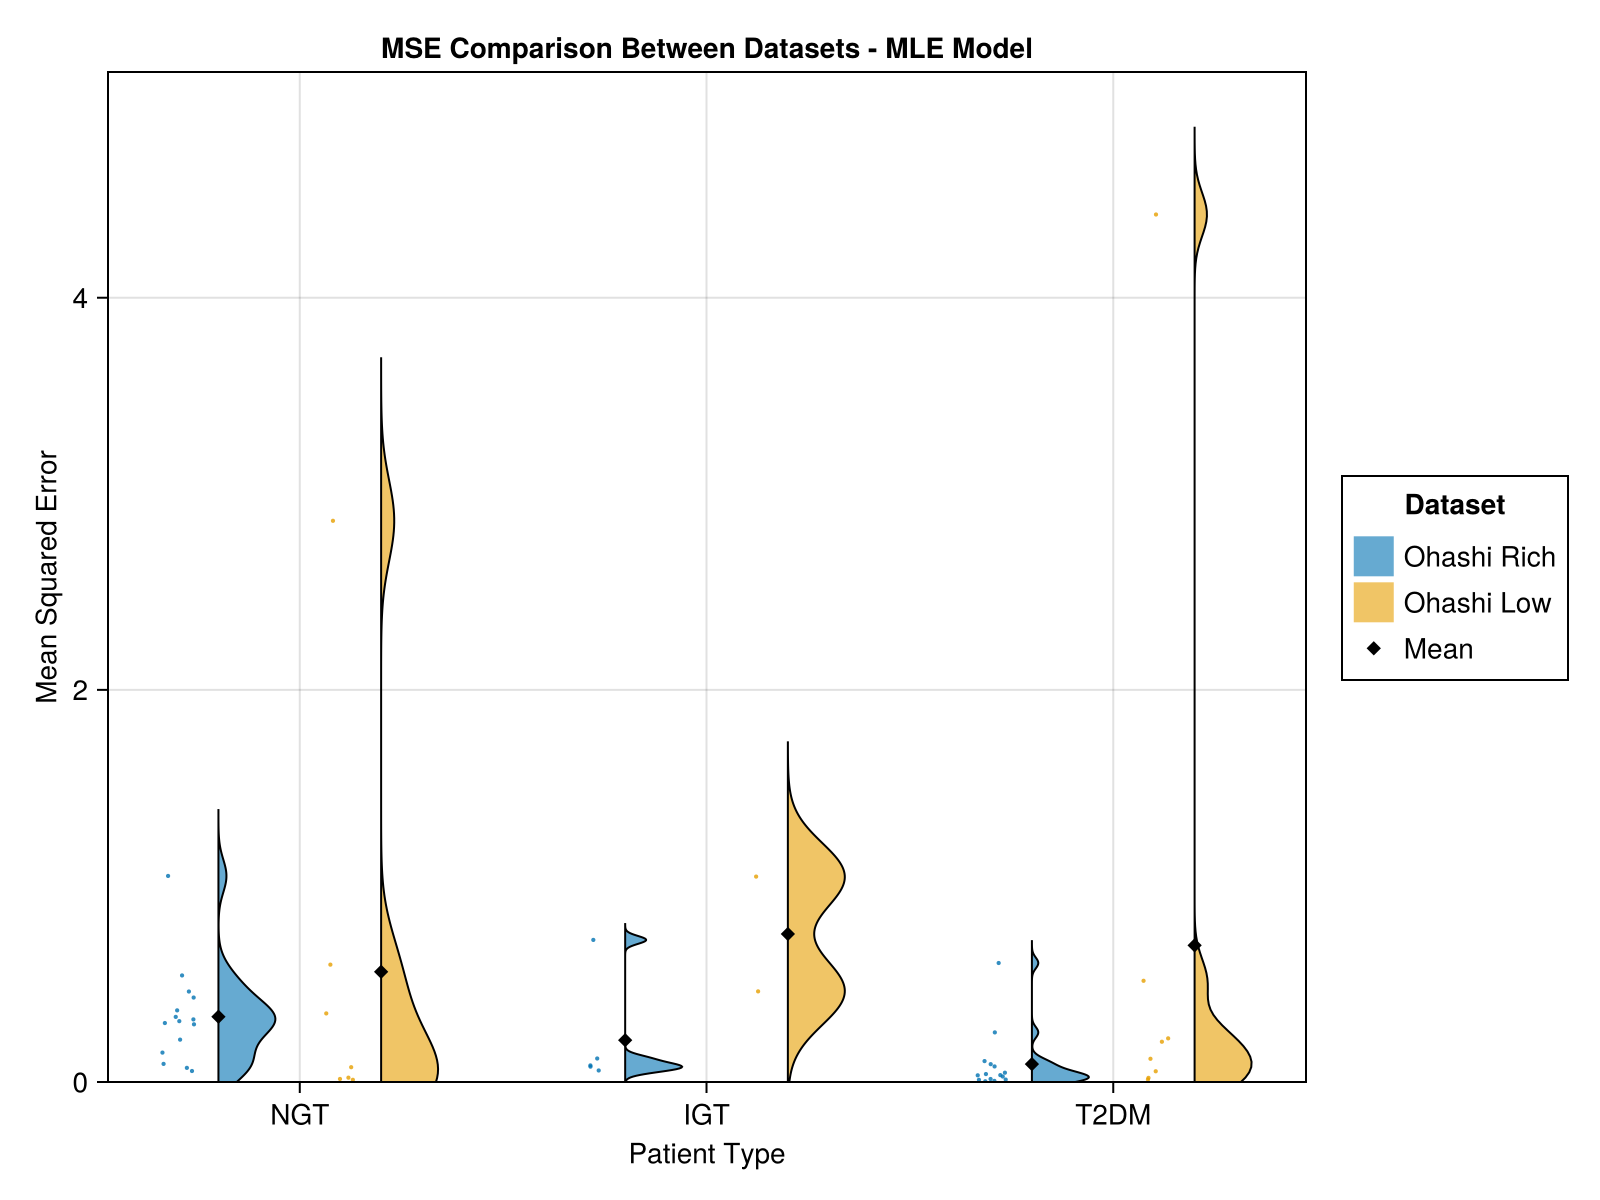 MSE Comparison Between Datasets - MLE Model
Mean Squared Error
4
2
0
NGT
IGT
T2DM
Patient Type
Dataset
Ohashi Rich
Ohashi Low
Mean